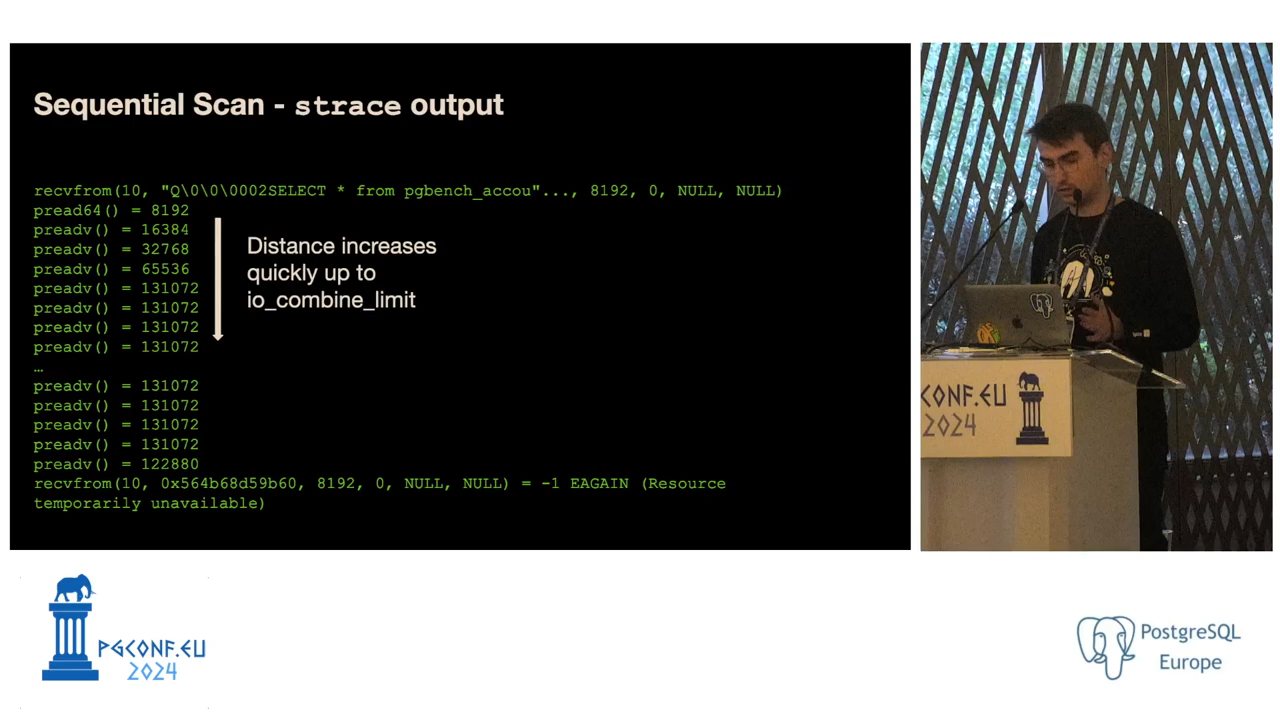 Sequential Scan - strace output
recvfrom(10, "Q\0\0\0002SELECT * from pgbench_accou"..., 8192, 0, NULL, NULL)
pread64() = 8192
preadv() = 16384
preadv() = 32768
preadv() = 65536
preadv() = 131072
preadv() = 131072
preadv() = 131072
preadv() = 131072
…
preadv() = 131072
preadv() = 131072
preadv() = 131072
preadv() = 131072
preadv() = 122880
recvfrom(10, 0x564b68d59b60, 8192, 0, NULL, NULL) = -1 EAGAIN (Resource
temporarily unavailable)
Distance increases
quickly up to
io_combine_limit
CONF.EU
2024
PGCONF.EU
2024
PostgreSQL
Europe